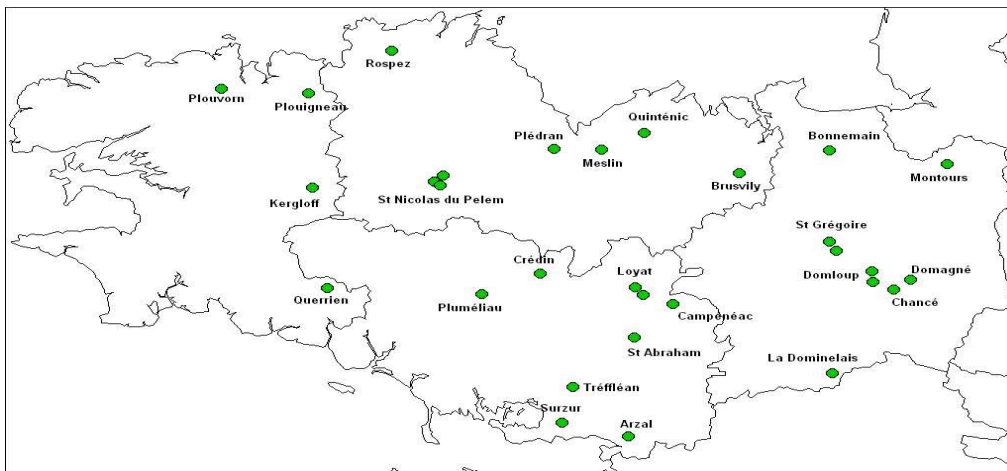 Rospez
Plouvorn
Plouigneau
Quinténic
Plédran
Bonnemain
Meslin
Montours
Brusvily
Kergloff
St Nicolas du Pelem
St Grégoire
Crédin
Loyat
Domloup
Domagné
Querrien
Pluméliau
Chancé
Campénéac
St Abraham
La Dominelais
Tréffléan
Surzur
Arzal